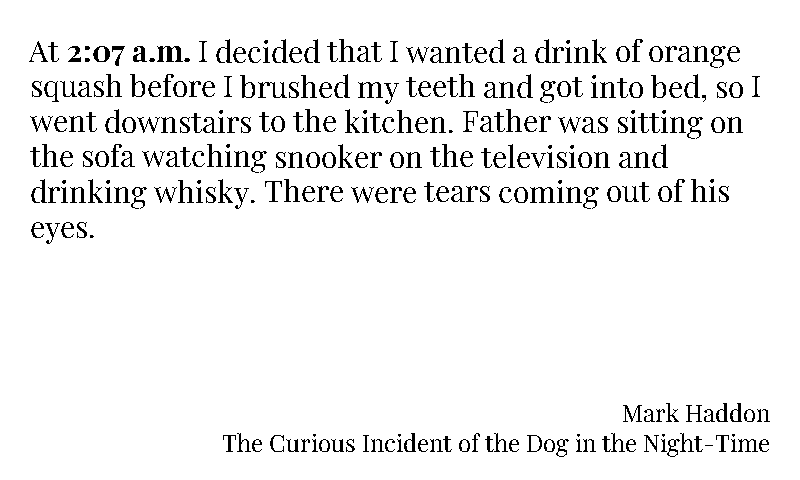 At 2:07 a.m. I decided that I wanted a drink of orange
squash before I brushed my teeth and got into bed, so I
went downstairs to the kitchen. Father was sitting on
the sofa watching snooker on the television and
drinking whisky. There were tears coming out of his
eyes.
Mark Haddon
The Curious Incident of the Dog in the Night-Time